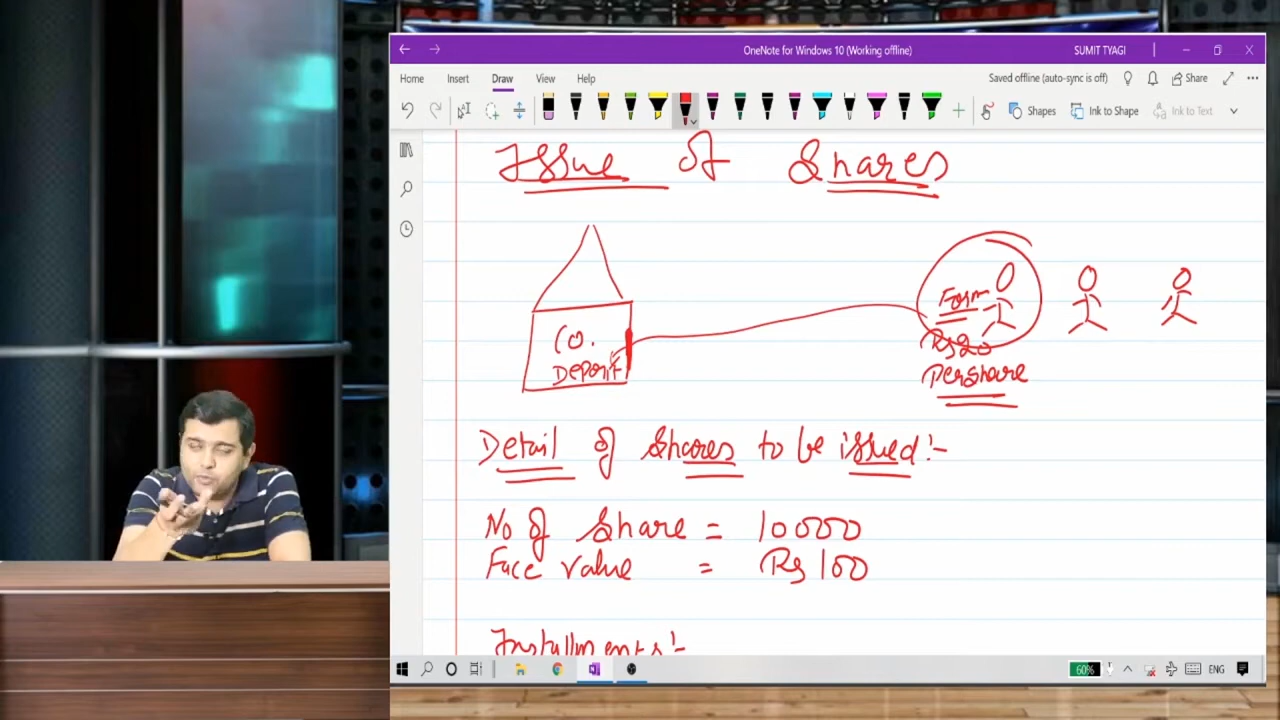 OneNote for Windows 10 (Working offline)
SUMIT TYAGI
Home Insert Draw View Help
Saved offline (auto-sync is off)
Share
Shapes
Ink to Shape
Ink to Text
Issue of Shares
Co.
Deposit
Form
Rs 20
Per share
Detail of shares to be issued :-
No of Share = 10000
Face value = Rs 100
Installments :-
60%
ENG